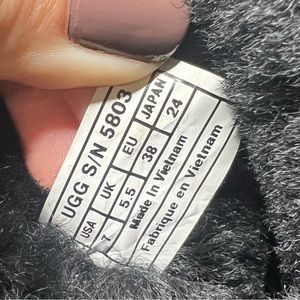 UGG S/N 5803
USA UK EU JAPAN
7 5.5 38 24
Made In Vietnam
Fabrique en Vietnam